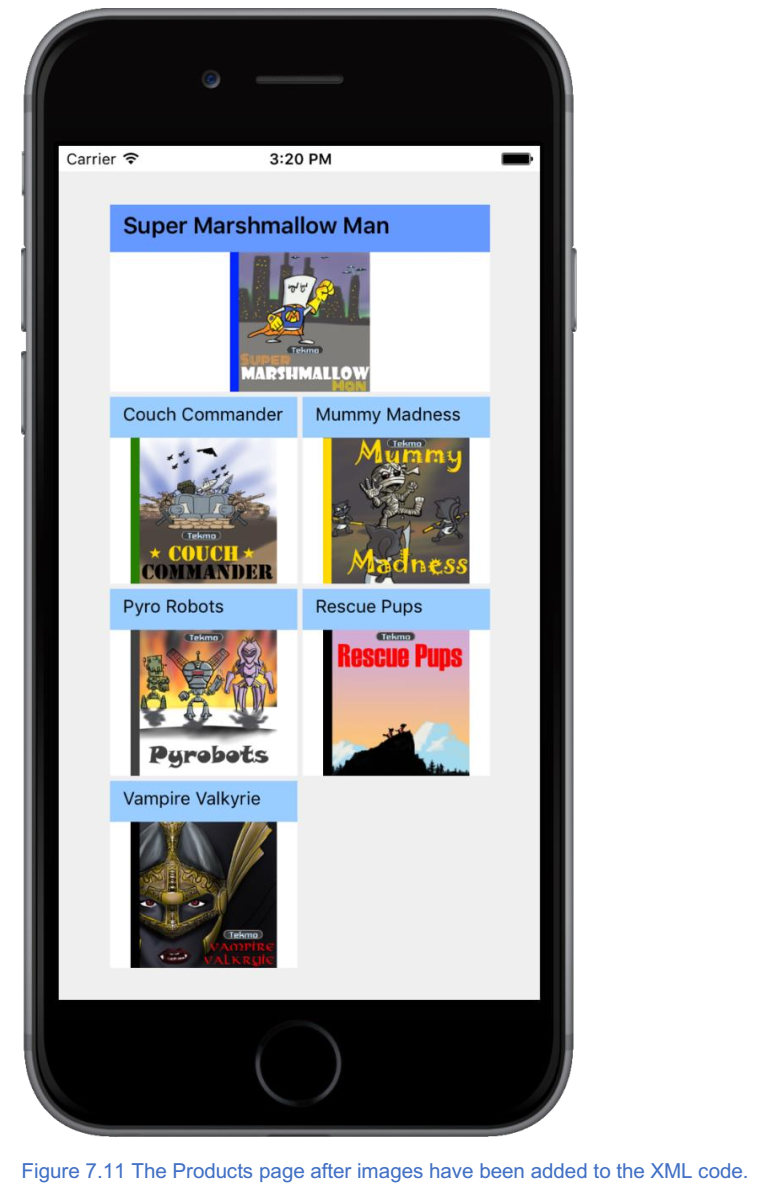 Carrier 3:20 PM
Super Marshmallow Man
Tekma
SUPER
MARSHMALLOW
MAN
Couch Commander Mummy Madness
Tekma
★ COUCH ★
COMMANDER
Tekma
Mummy
Madness
Pyro Robots Rescue Pups
Tekma
Pyrobots
Tekma
Rescue Pups
Vampire Valkyrie
Tekma
VAMPIRE
VALKRYIE
Figure 7.11 The Products page after images have been added to the XML code.